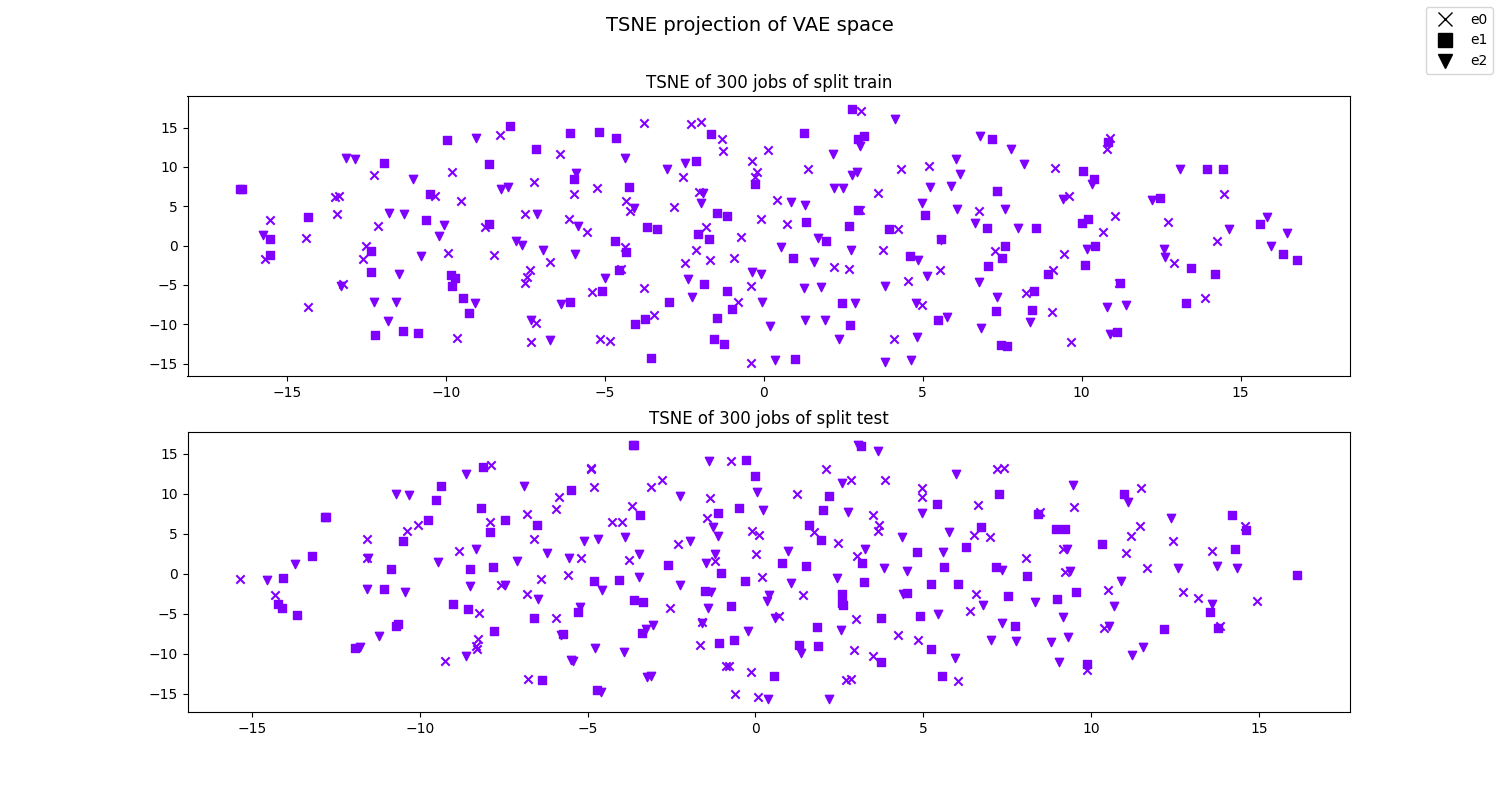 TSNE projection of VAE space
e0
e1
e2
TSNE of 300 jobs of split train
15
10
5
0
−5
−10
−15
−15 −10 −5 0 5 10 15
TSNE of 300 jobs of split test
15
10
5
0
−5
−10
−15
−15 −10 −5 0 5 10 15